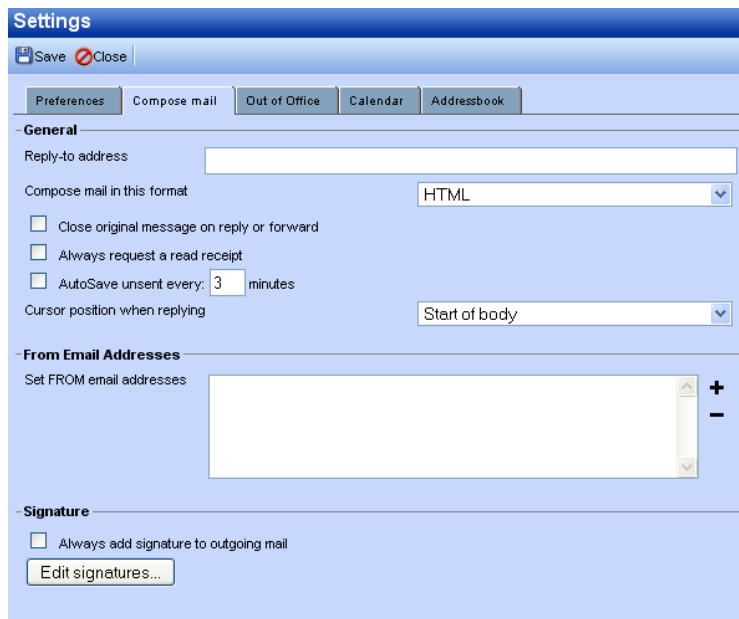 Settings
Save Close
Preferences Compose mail Out of Office Calendar Addressbook
General
Reply-to address
Compose mail in this format HTML
Close original message on reply or forward
Always request a read receipt
AutoSave unsent every: 3 minutes
Cursor position when replying Start of body
From Email Addresses
Set FROM email addresses
Signature
Always add signature to outgoing mail
Edit signatures...